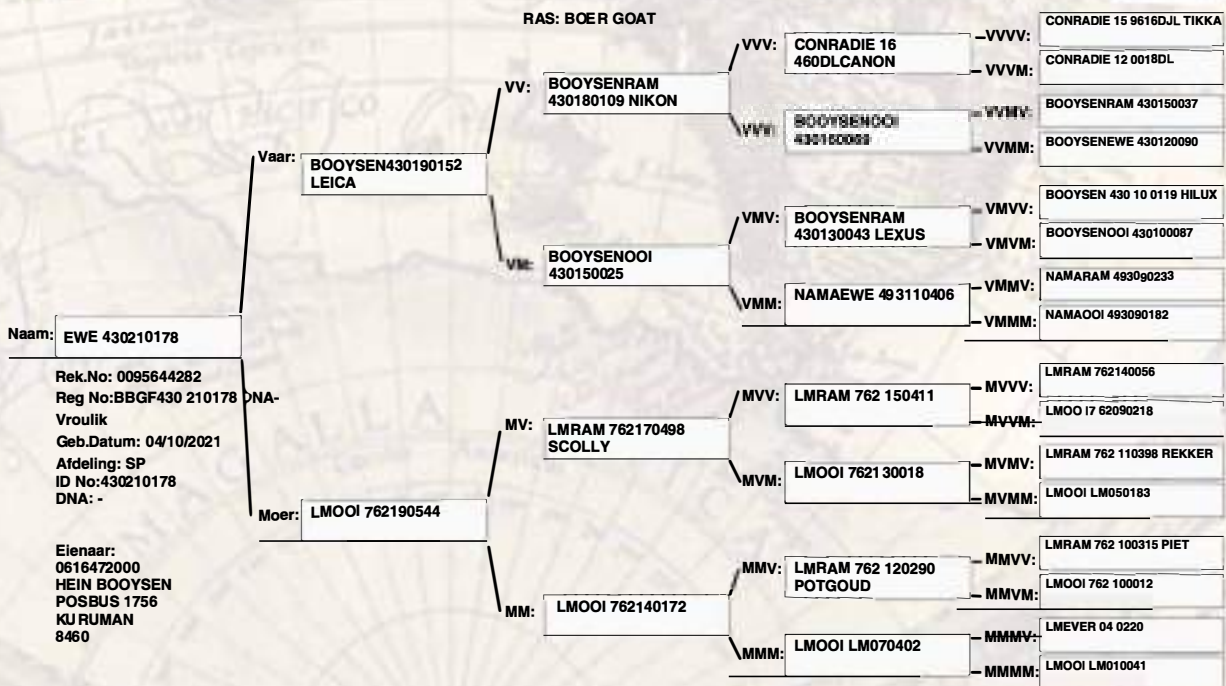 RAS: BOER GOAT
Naam: EWE 430210178
Rek.No: 0095644282
Reg No:BBGF430 210178 DNA-
Vroulik
Geb.Datum: 04/10/2021
Afdeling: SP
ID No:430210178
DNA: -
Eienaar:
0616472000
HEIN BOOYSEN
POSBUS 1756
KURUMAN
8460
Vaar: BOOYSEN430190152
LEICA
Moer: LMOOI 762190544
VV: BOOYSENRAM
430180109 NIKON
VM: BOOYSENOOI
430150025
MV: LMRAM 762170498
SCOLLY
MM: LMOOI 762140172
VVV: CONRADIE 16
460DLCANON
VVV: BOOYSENOOI
430160069
VMV: BOOYSENRAM
430130043 LEXUS
VMM: NAMAEWE 493110406
MVV: LMRAM 762 150411
MVM: LMOOI 762130018
MMV: LMRAM 762 120290
POTGOUD
MMM: LMOOI LM070402
VVVV: CONRADIE 15 9616DJL TIKKA
VVVM: CONRADIE 12 0018DL
VVMV: BOOYSENRAM 430150037
VVMM: BOOYSENEWE 430120090
VMVV: BOOYSEN 430 10 0119 HILUX
VMVM: BOOYSENOOI 430100087
VMMV: NAMARAM 493090233
VMMM: NAMAOOI 493090182
MVVV: LMRAM 762140056
MVVM: LMOO I7 62090218
MVMV: LMRAM 762 110398 REKKER
MVMM: LMOOI LM050183
MMVV: LMRAM 762 100315 PIET
MMVM: LMOOI 762 100012
MMMV: LMEVER 04 0220
MMMM: LMOOI LM010041